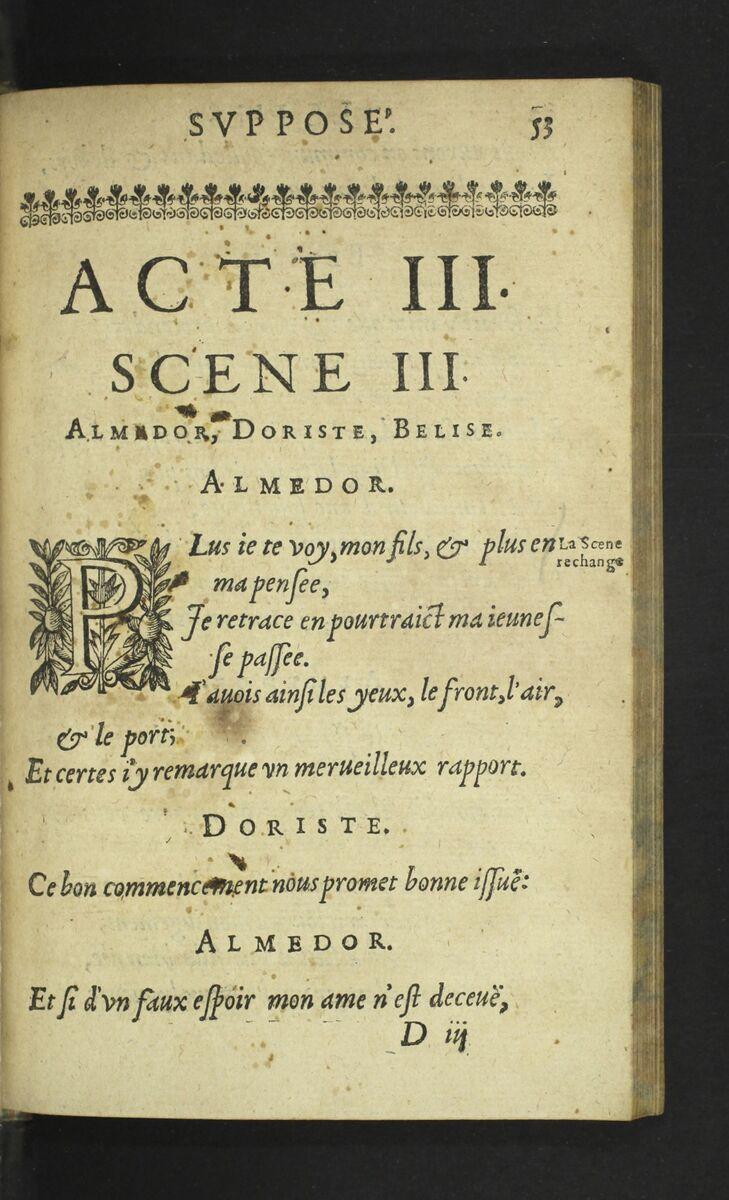 SVPPOSE'. 53
ACTE III.
SCENE III.
ALMEDOR, DORISTE, BELISE.
ALMEDOR.
PLus ie te voy, mon fils, & plus en La Scene
rechange
ma pensee,
Je retrace en pourtraict ma ieunes-
se passee.
I'auois ainsi les yeux, le front, l'air,
& le port;
Et certes i'y remarque vn merueilleux rapport.
DORISTE.
Ce bon commencement nous promet bonne issuë:
ALMEDOR.
Et si d'vn faux espoir mon ame n'est deceuë,
D iij